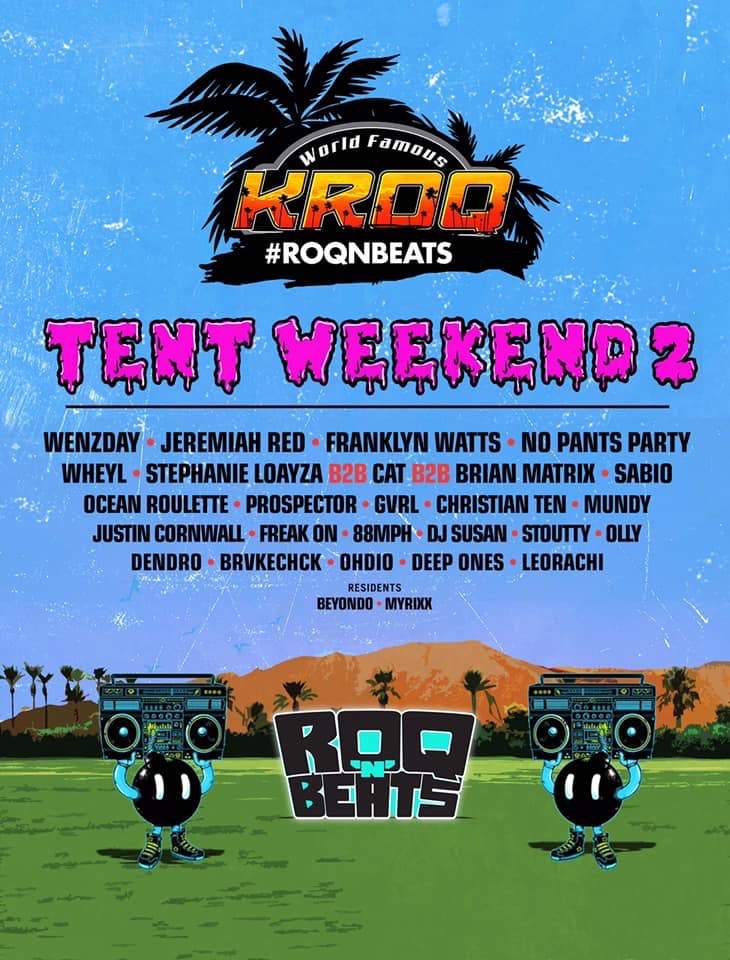 World Famous
KROQ
#ROQNBEATS
TENT WEEKEND 2
WENZDAY • JEREMIAH RED • FRANKLYN WATTS • NO PANTS PARTY
WHEYL • STEPHANIE LOAYZA B2B CAT B2B BRIAN MATRIX • SABIO
OCEAN ROULETTE • PROSPECTOR • GVRL • CHRISTIAN TEN • MUNDY
JUSTIN CORNWALL • FREAK ON • 88MPH • DJ SUSAN • STOUTTY • OLLY
DENDRO • BRVKECHCK • OHDIO • DEEP ONES • LEORACHI
RESIDENTS
BEYONDO • MYRIXX
ROQ
"N"
BEATS